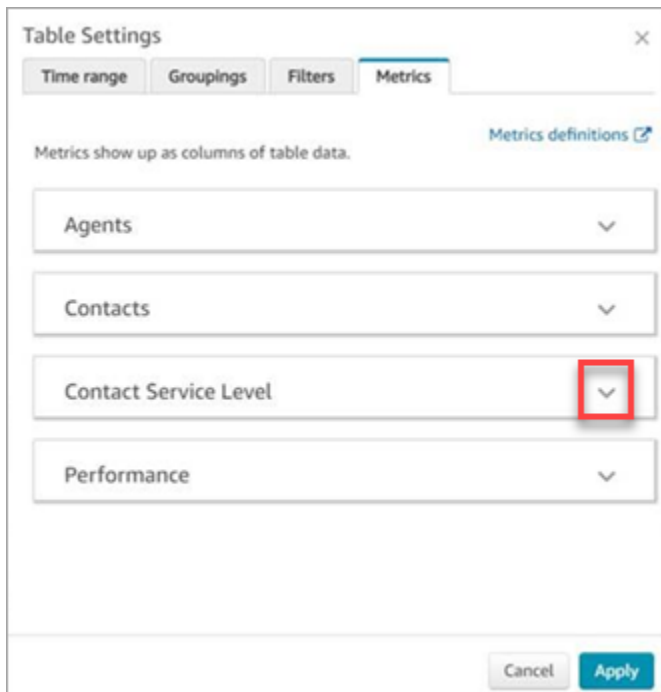 Table Settings
Time range Groupings Filters Metrics
Metrics definitions
Metrics show up as columns of table data.
Agents
Contacts
Contact Service Level
Performance
Cancel Apply